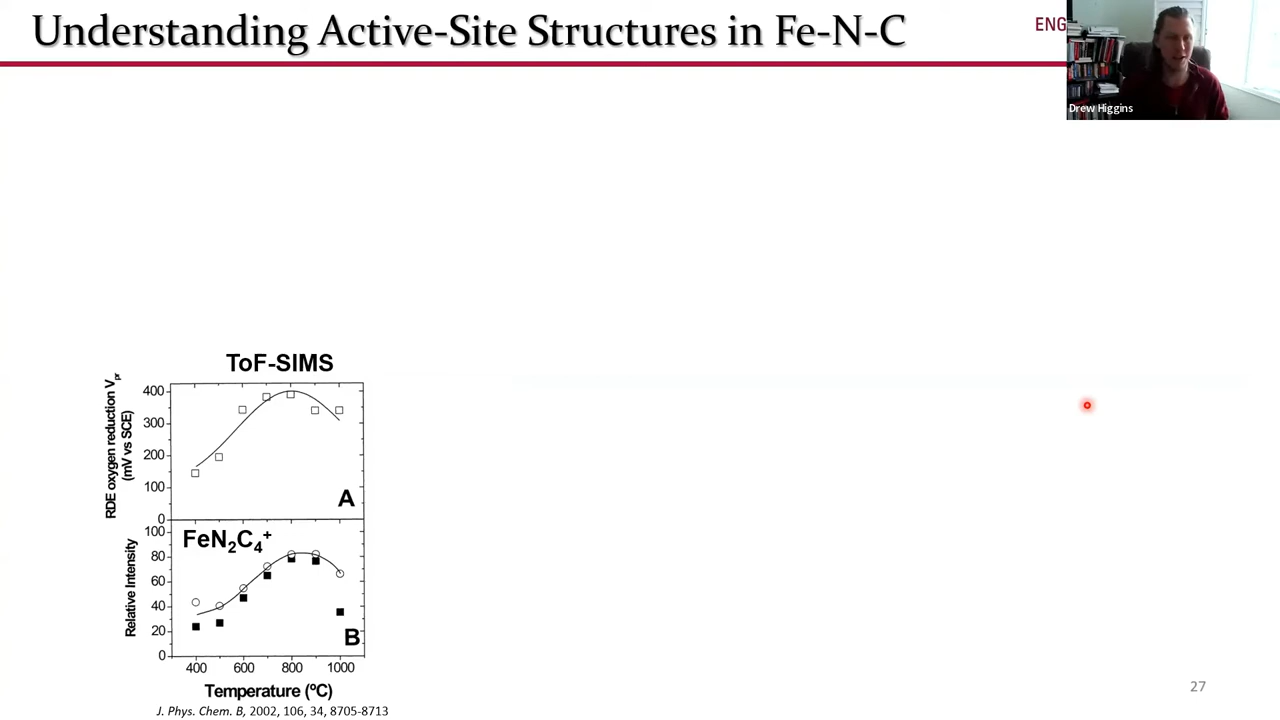 Understanding Active-Site Structures in Fe-N-C
ENG
Drew Higgins
ToF-SIMS
RDE oxygen reduction Vpr
(mV vs SCE)
400
300
200
100
0
A
FeN2C4+
Relative Intensity
100
80
60
40
20
0
B
400 600 800 1000
Temperature (ºC)
J. Phys. Chem. B, 2002, 106, 34, 8705-8713
27